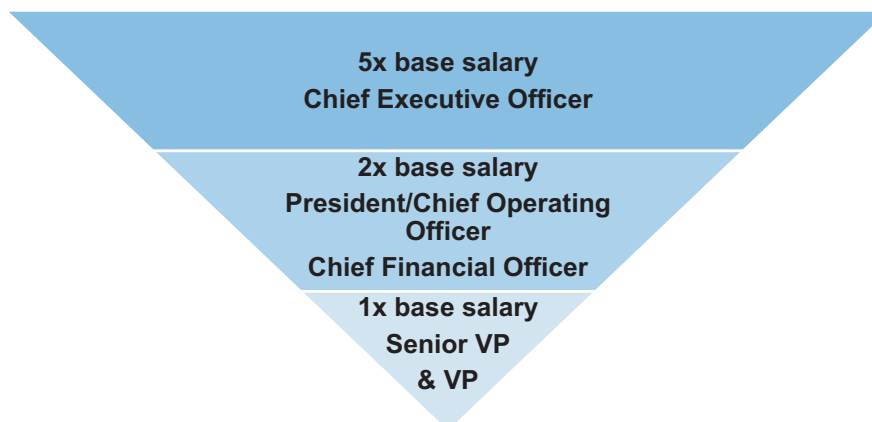 5x base salary
Chief Executive Officer
2x base salary
President/Chief Operating
Officer
Chief Financial Officer
1x base salary
Senior VP
& VP